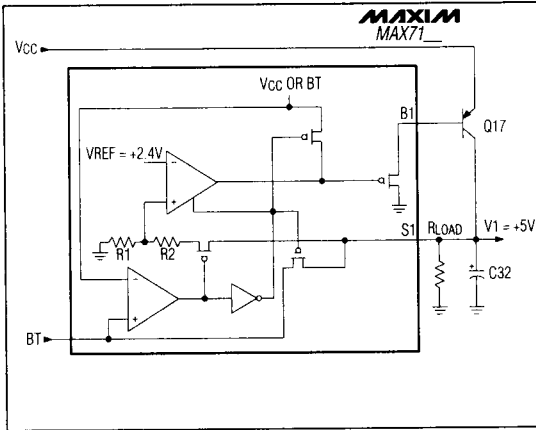 MAXIM
MAX71__
VCC
VCC OR BT
B1
Q17
VREF = +2.4V
−
+
S1
RLOAD
V1 = +5V
R1
R2
+
C32
−
+
BT